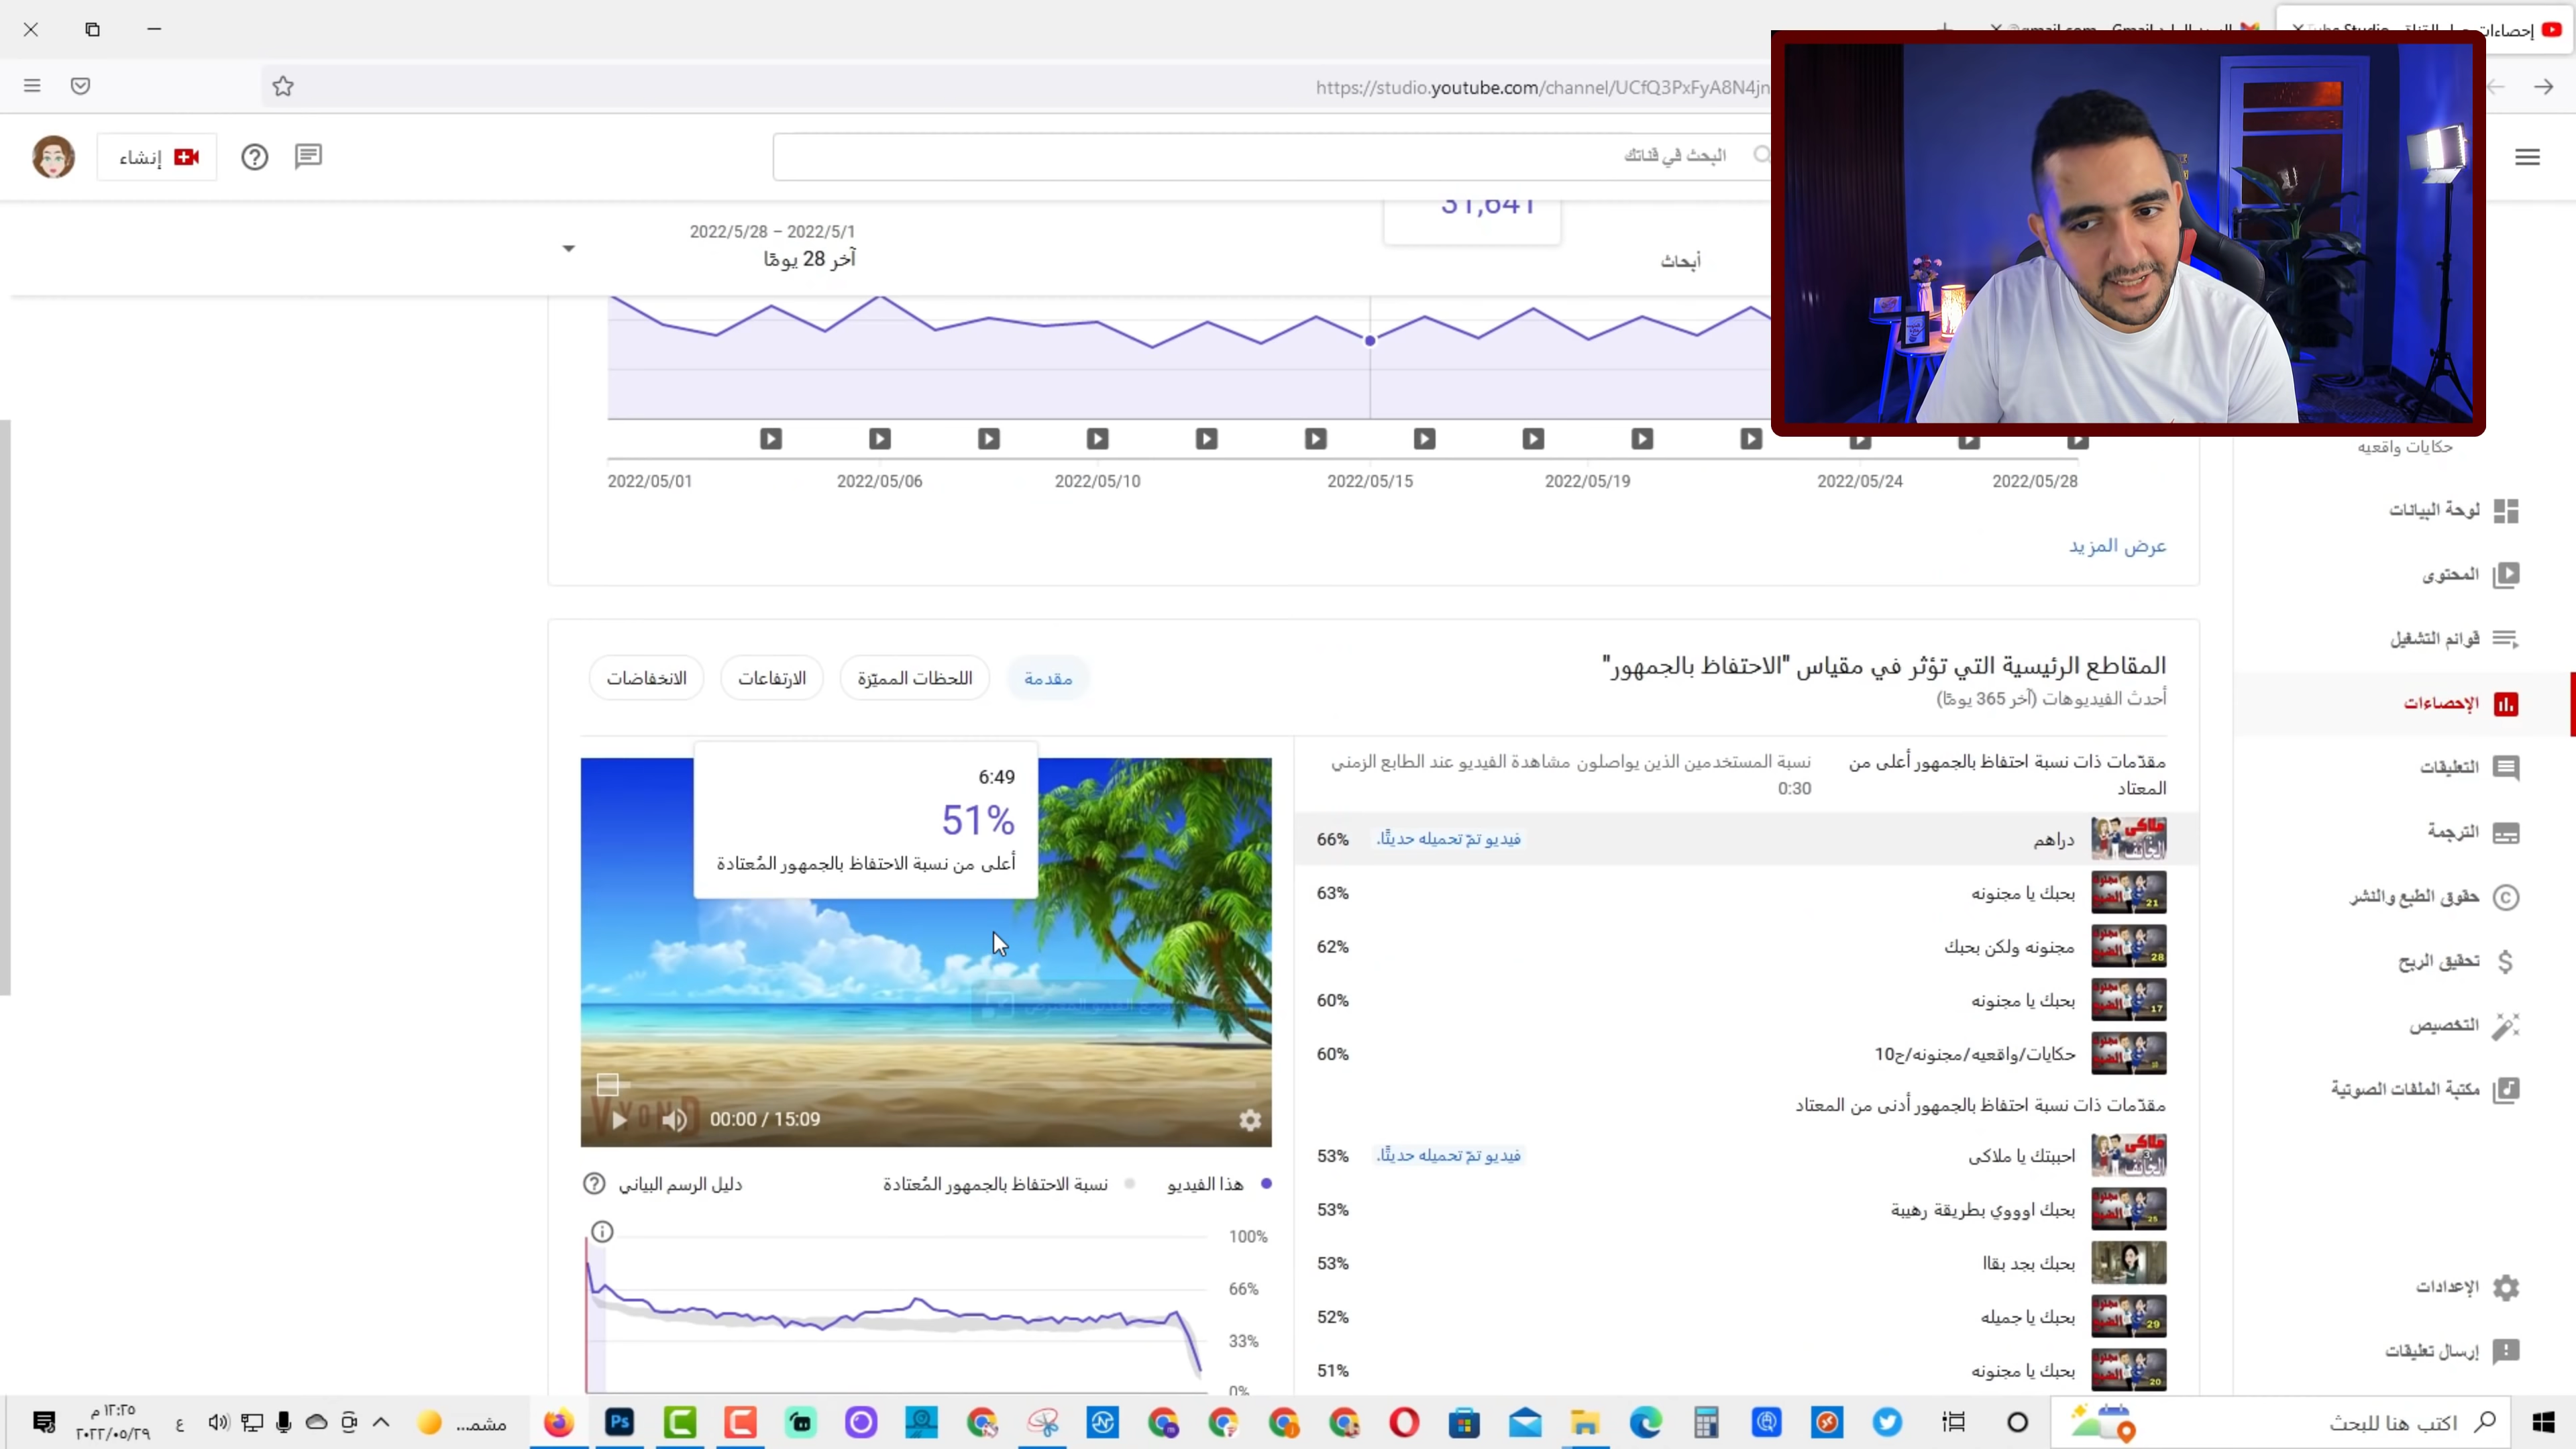 إحصاءات
https://studio.youtube.com/channel/UCfQ3PxFyA8N4jn
إنشاء
البحث في قناتك
31,641
2022/5/28 – 2022/5/1
آخر 28 يومًا
أبحاث
2022/05/01
2022/05/06
2022/05/10
2022/05/15
2022/05/19
2022/05/24
2022/05/28
عرض المزيد
حكايات واقعيه
لوحة البيانات
المحتوى
قوائم التشغيل
الإحصاءات
التعليقات
الترجمة
حقوق الطبع والنشر
تحقيق الربح
التخصيص
مكتبة الملفات الصوتية
الإعدادات
إرسال تعليقات
المقاطع الرئيسية التي تؤثر في مقياس "الاحتفاظ بالجمهور"
أحدث الفيديوهات (آخر 365 يومًا)
مقدمة
اللحظات المميّزة
الارتفاعات
الانخفاضات
مقدّمات ذات نسبة احتفاظ بالجمهور أعلى من المعتاد
نسبة المستخدمين الذين يواصلون مشاهدة الفيديو عند الطابع الزمني 0:30
دراهم فيديو تمّ تحميله حديثًا. 66%
بحبك يا مجنونه 63%
مجنونه ولكن بحبك 62%
بحبك يا مجنونه 60%
حكايات/واقعيه/مجنونه/ح10 60%
مقدّمات ذات نسبة احتفاظ بالجمهور أدنى من المعتاد
احببتك يا ملاكى فيديو تمّ تحميله حديثًا. 53%
بحبك اوووي بطريقة رهيبة 53%
بحبك بجد بقاا 53%
بحبك يا جميله 52%
بحبك يا مجنونه 51%
6:49
51%
أعلى من نسبة الاحتفاظ بالجمهور المُعتادة
VYOND
00:00 / 15:09
هذا الفيديو
نسبة الاحتفاظ بالجمهور المُعتادة
دليل الرسم البياني
100%
66%
33%
0%
اكتب هنا للبحث
مشم...
ع
١٢:٢٥ م
٢٠٢٢/٠٥/٢٩